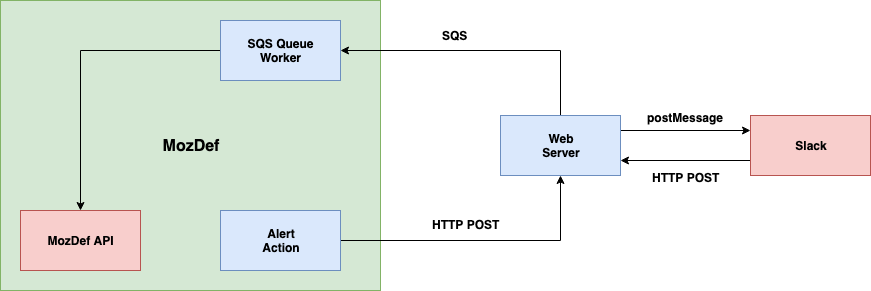 SQS Queue
Worker
SQS
MozDef
Web
Server
postMessage
Slack
HTTP POST
MozDef API
Alert
Action
HTTP POST